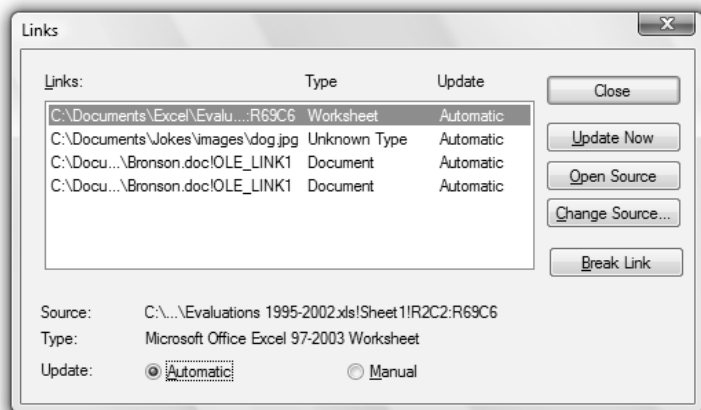 Links
X
Links: Type Update
C:\Documents\Excel\Evalu...:R69C6 Worksheet Automatic
C:\Documents\Jokes\images\dog.jpg Unknown Type Automatic
C:\Docu...\Bronson.doc!OLE_LINK1 Document Automatic
C:\Docu...\Bronson.doc!OLE_LINK1 Document Automatic
Close
Update Now
Open Source
Change Source...
Break Link
Source: C:\...\Evaluations 1995-2002.xls!Sheet1!R2C2:R69C6
Type: Microsoft Office Excel 97-2003 Worksheet
Update: Automatic Manual